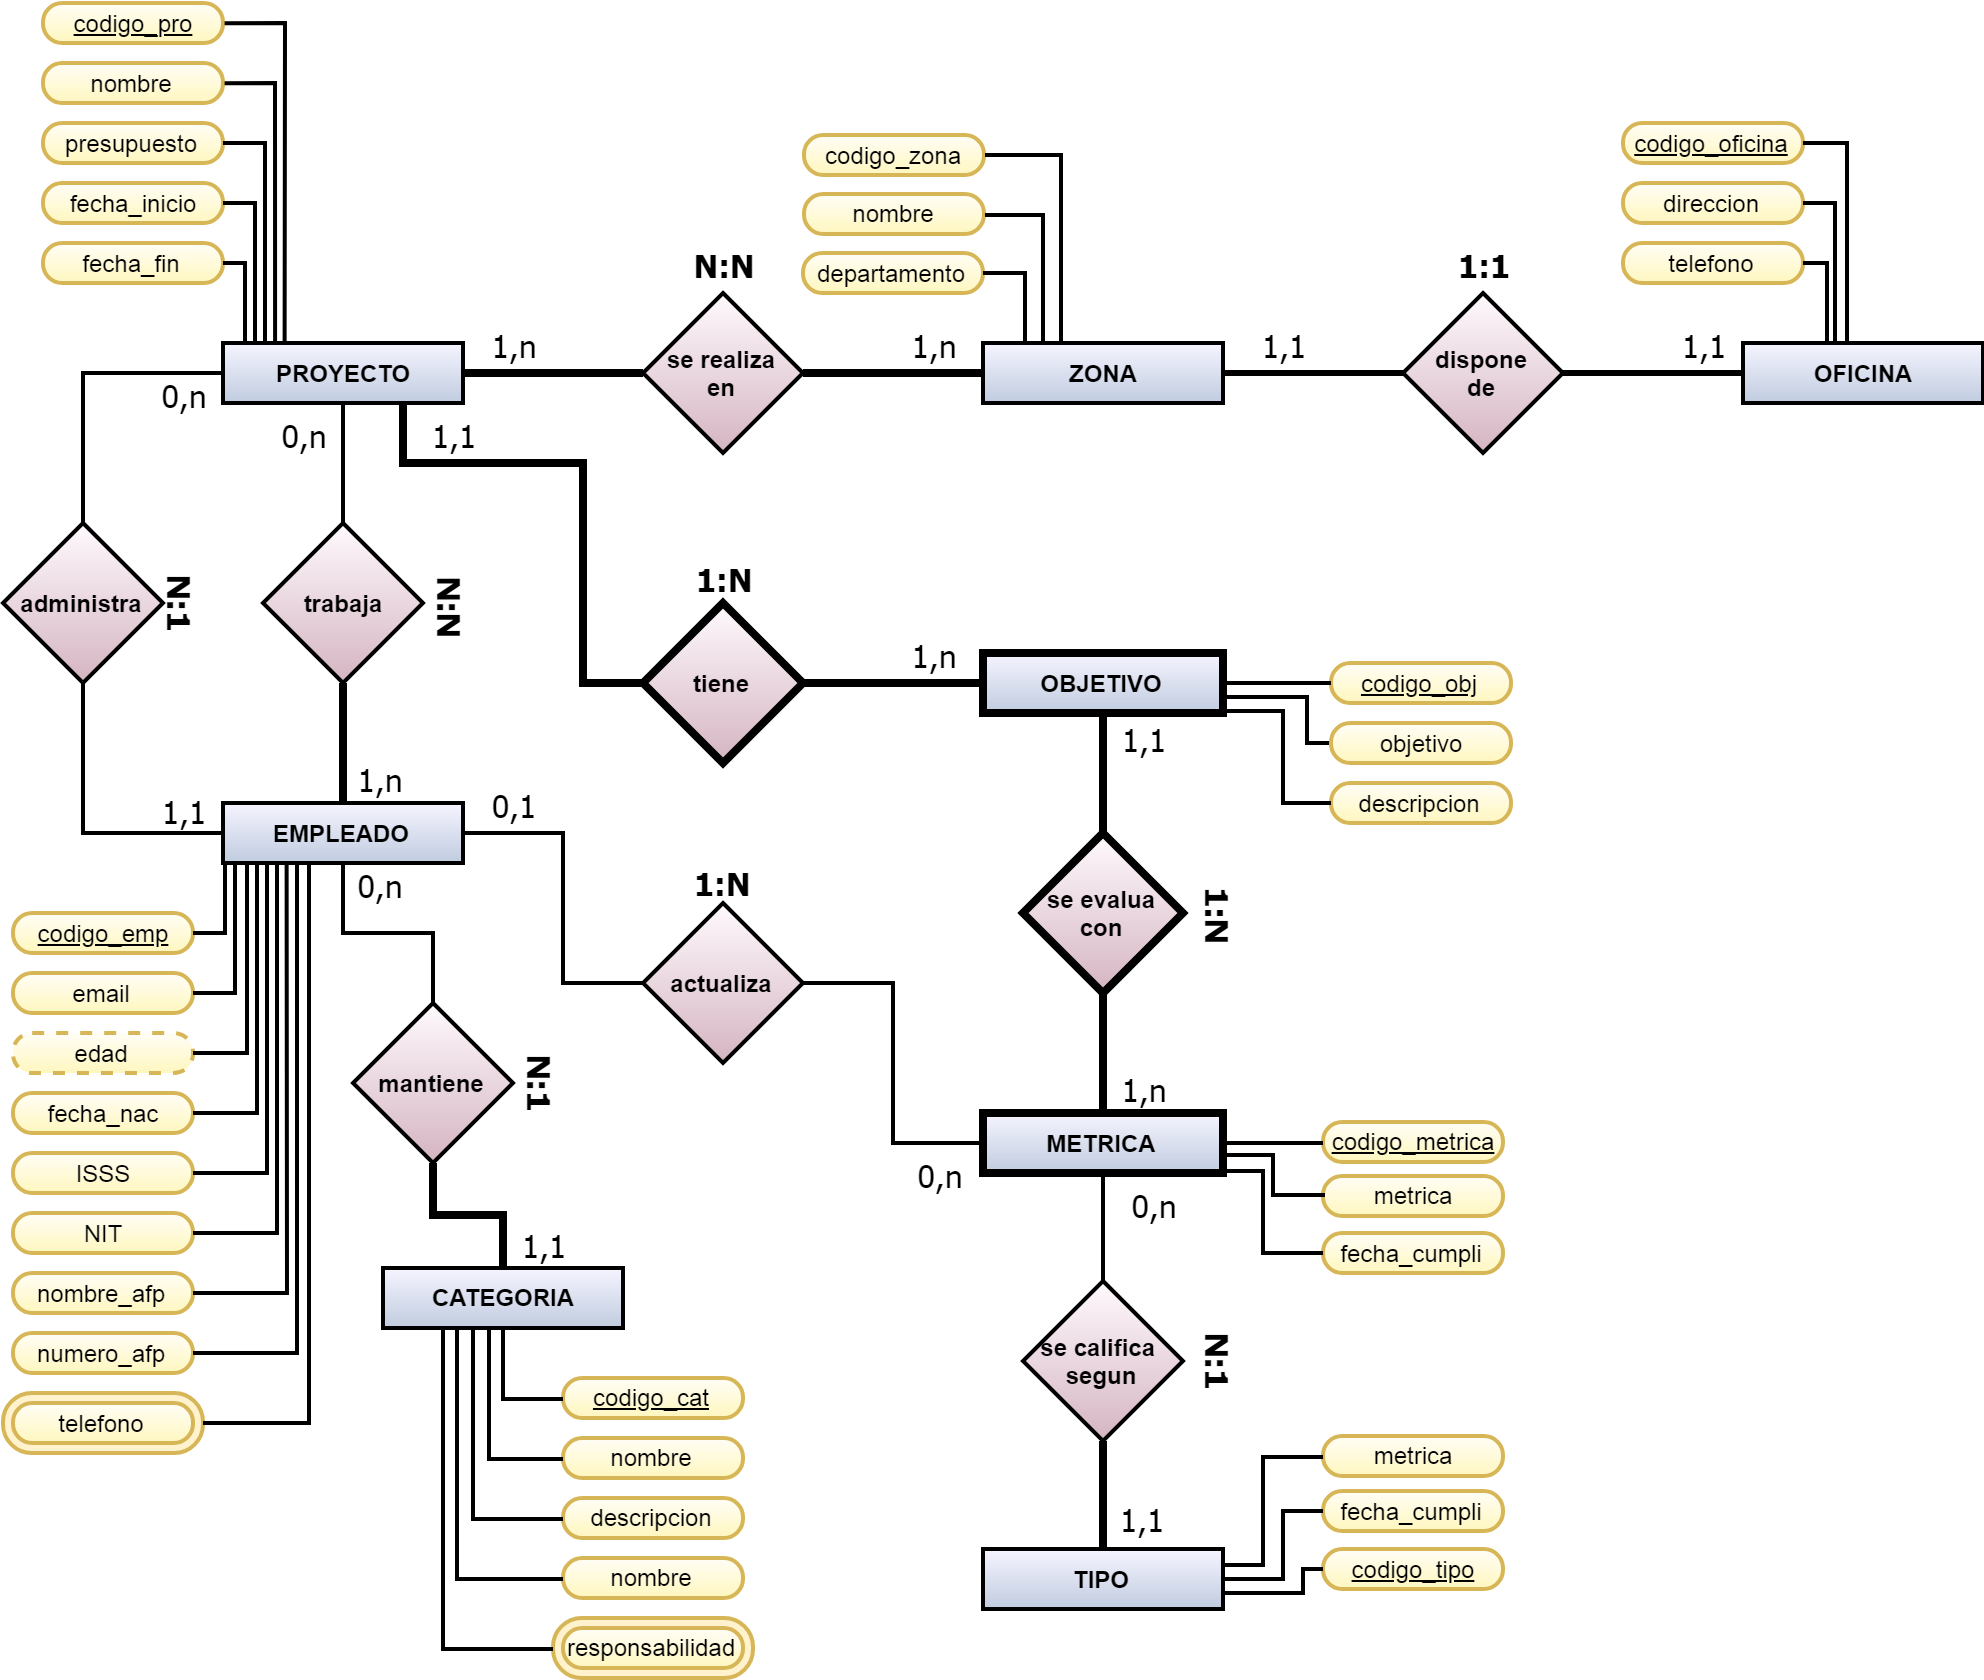 codigo_pro
nombre
presupuesto
fecha_inicio
fecha_fin
codigo_zona
nombre
departamento
codigo_oficina
direccion
telefono
N:N
1:1
PROYECTO
1,n
se realiza
en
1,n
ZONA
1,1
dispone
de
1,1
OFICINA
0,n
0,n
1,1
administra
N:1
trabaja
N:N
1:N
tiene
1,n
OBJETIVO
codigo_obj
objetivo
descripcion
1,1
1,1
1,n
EMPLEADO
0,1
0,n
1:N
actualiza
se evalua
con
1:N
codigo_emp
email
edad
fecha_nac
ISSS
NIT
nombre_afp
numero_afp
telefono
mantiene
N:1
1,n
METRICA
0,n
0,n
codigo_metrica
metrica
fecha_cumpli
1,1
CATEGORIA
codigo_cat
nombre
descripcion
nombre
responsabilidad
se califica
segun
N:1
1,1
TIPO
metrica
fecha_cumpli
codigo_tipo